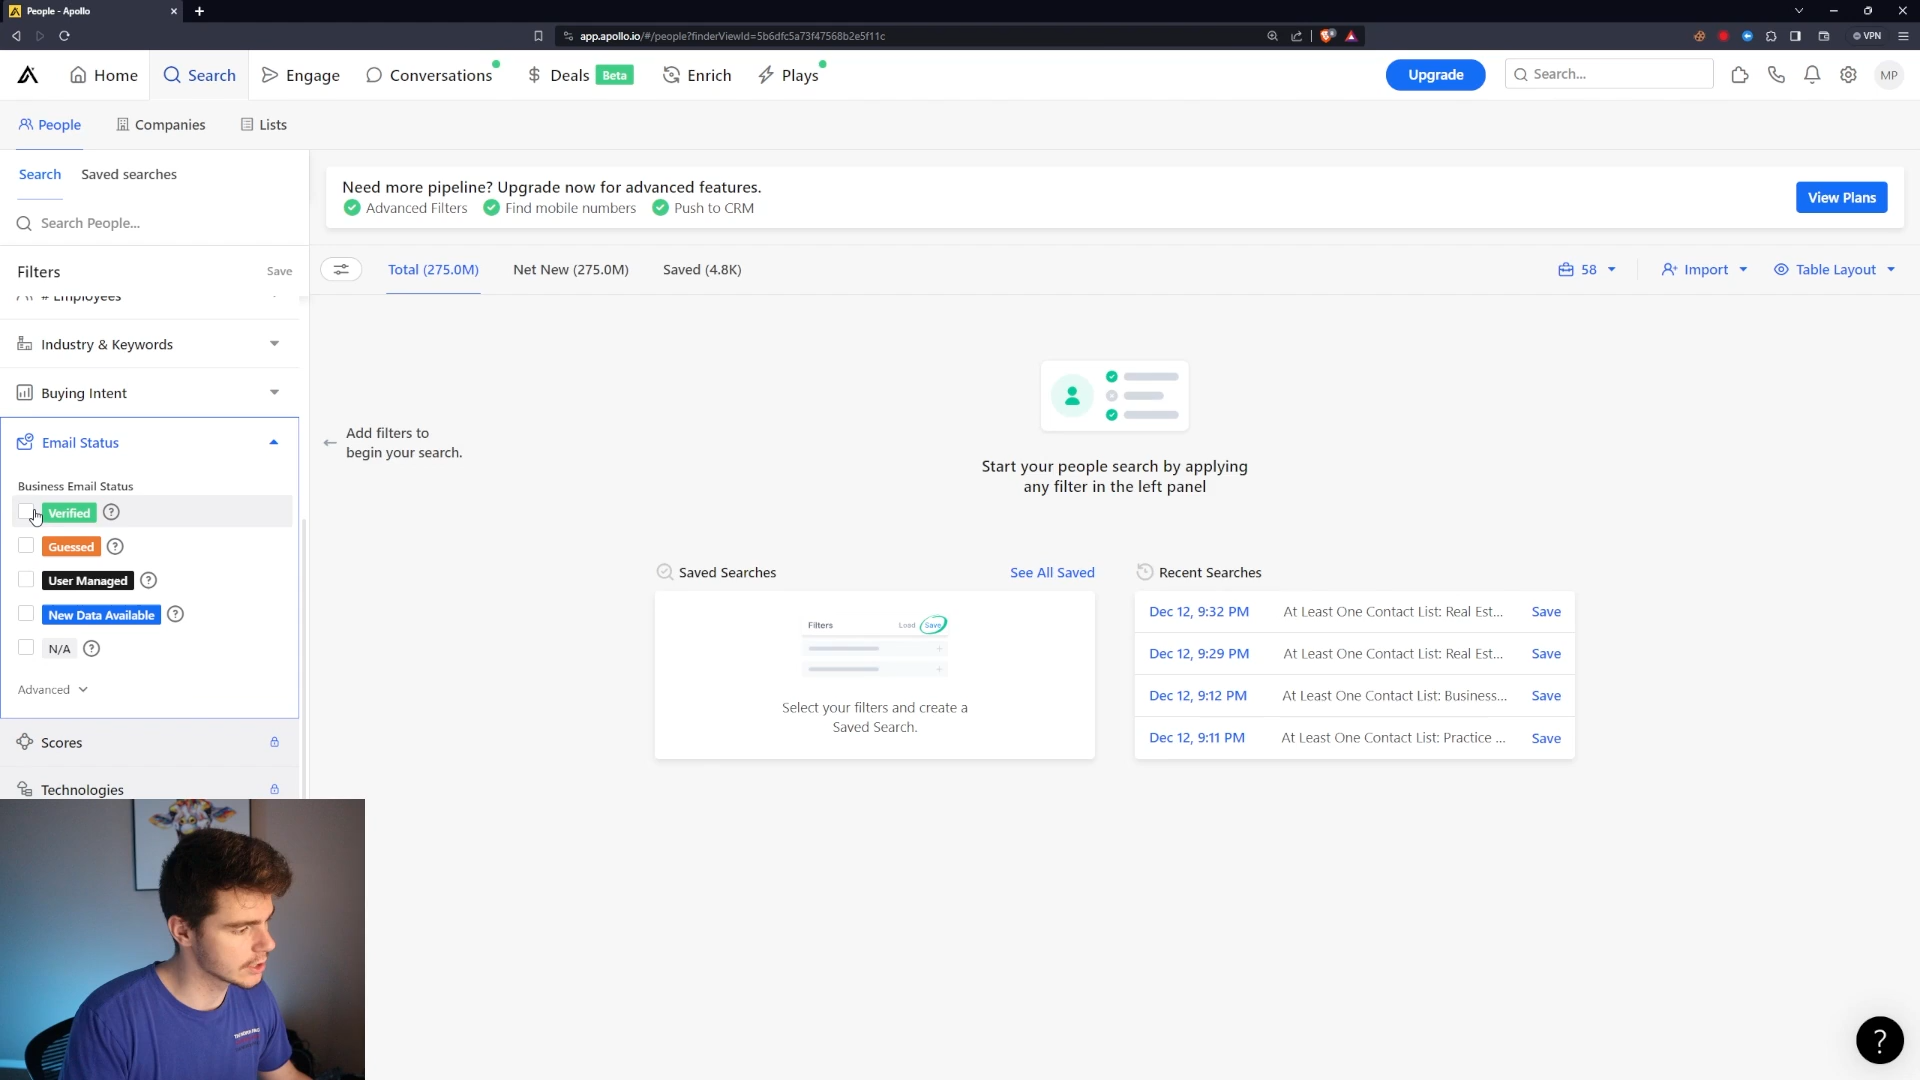 People - Apollo
app.apollo.io/#/people?finderViewId=5b6dfc5a73f47568b2e5f11c
VPN
Home
Search
Engage
Conversations
Deals
Beta
Enrich
Plays
Upgrade
Search...
MP
People
Companies
Lists
Search
Saved searches
Search People...
Need more pipeline? Upgrade now for advanced features.
Advanced Filters
Find mobile numbers
Push to CRM
View Plans
Filters
Save
Total (275.0M)
Net New (275.0M)
Saved (4.8K)
58
Import
Table Layout
# Employees
Industry & Keywords
Buying Intent
Email Status
Business Email Status
Verified
Guessed
User Managed
New Data Available
N/A
Advanced
Scores
Technologies
← Add filters to
begin your search.
Start your people search by applying
any filter in the left panel
Saved Searches
See All Saved
Filters
Load
Save
Select your filters and create a
Saved Search.
Recent Searches
Dec 12, 9:32 PM At Least One Contact List: Real Est... Save
Dec 12, 9:29 PM At Least One Contact List: Real Est... Save
Dec 12, 9:12 PM At Least One Contact List: Business... Save
Dec 12, 9:11 PM At Least One Contact List: Practice ... Save
?